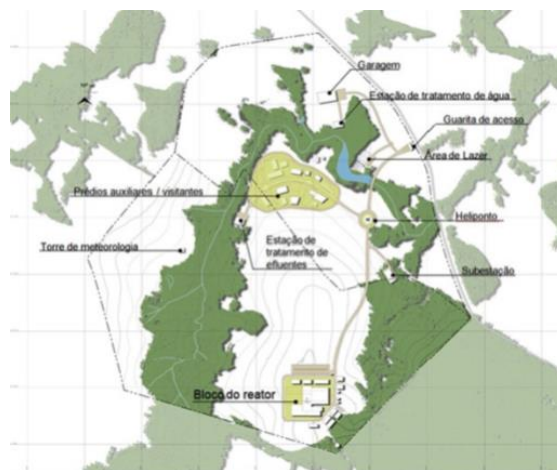 Garagem
Estação de tratamento de água
Guarita de acesso
Área de Lazer
Prédios auxiliares / visitantes
Heliponto
Torre de meteorologia
Estação de
tratamento de
efluentes
Subestação
Bloco do reator